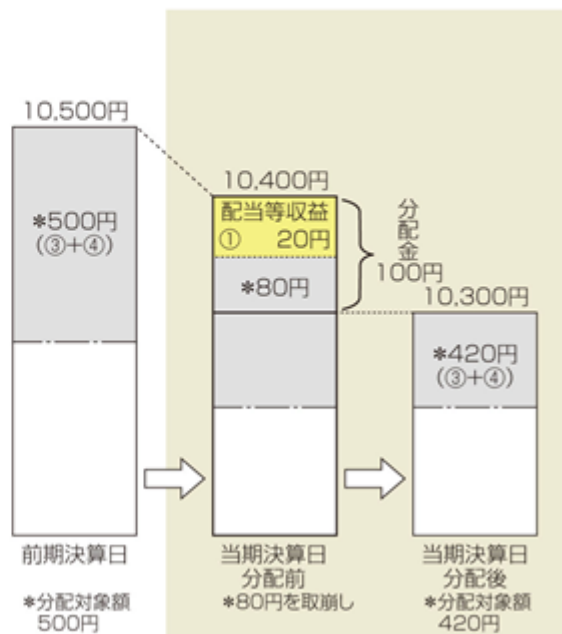 10,500円
*500円
(③+④)
前期決算日
*分配対象額
500円
10,400円
配当等収益
① 20円
*80円
分配金
100円
当期決算日
分配前
*80円を取崩し
10,300円
*420円
(③+④)
当期決算日
分配後
*分配対象額
420円